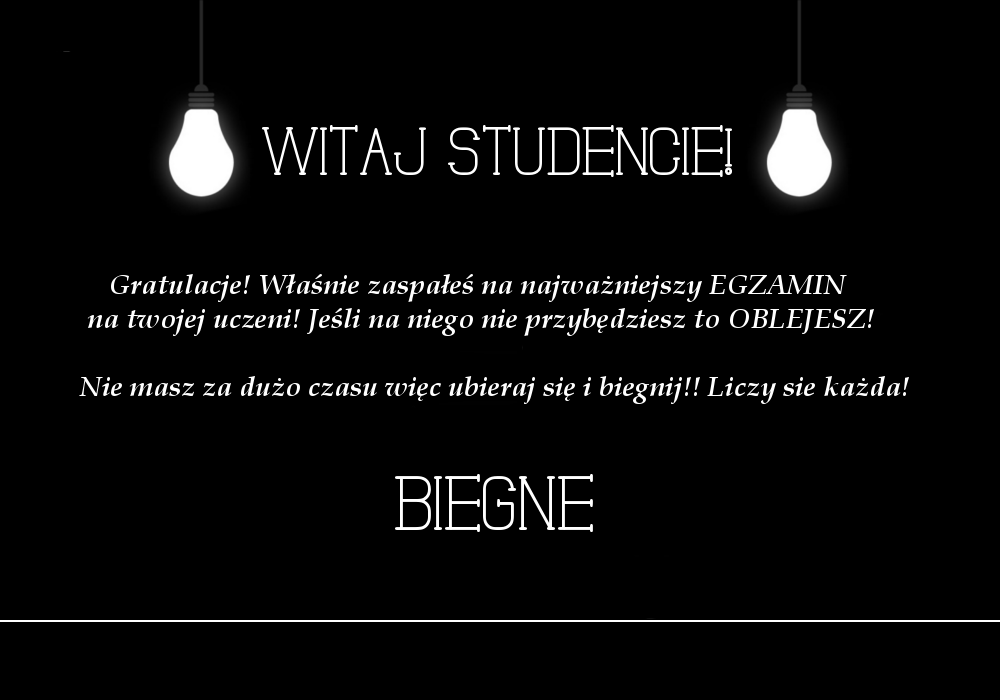 WITAJ STUDENCIE!
Gratulacje! Właśnie zaspałeś na najważniejszy EGZAMIN
na twojej uczeni! Jeśli na niego nie przybędziesz to OBLEJESZ!
Nie masz za dużo czasu więc ubieraj się i biegnij!! Liczy sie każda!
BIEGNE